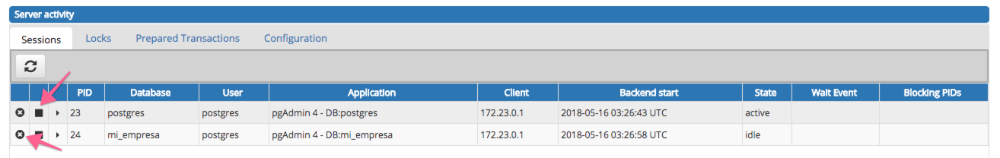 Server activity
Sessions Locks Prepared Transactions Configuration
PID Database User Application Client Backend start State Wait Event Blocking PIDs
23 postgres postgres pgAdmin 4 - DB:postgres 172.23.0.1 2018-05-16 03:26:43 UTC active
24 mi_empresa postgres pgAdmin 4 - DB:mi_empresa 172.23.0.1 2018-05-16 03:26:58 UTC idle